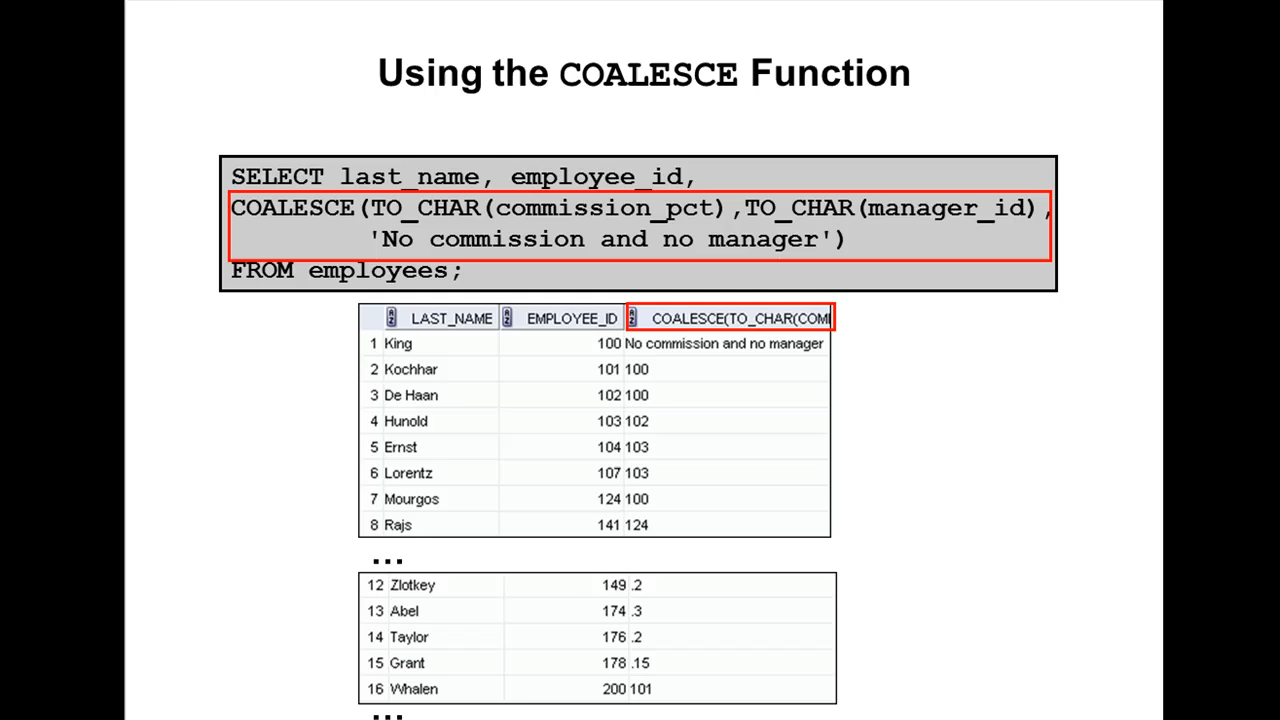 Using the COALESCE Function
SELECT last_name, employee_id,
COALESCE(TO_CHAR(commission_pct),TO_CHAR(manager_id),
'No commission and no manager')
FROM employees;
LAST_NAME EMPLOYEE_ID COALESCE(TO_CHAR(COM
1 King 100 No commission and no manager
2 Kochhar 101 100
3 De Haan 102 100
4 Hunold 103 102
5 Ernst 104 103
6 Lorentz 107 103
7 Mourgos 124 100
8 Rajs 141 124
...
12 Zlotkey 149 .2
13 Abel 174 .3
14 Taylor 176 .2
15 Grant 178 .15
16 Whalen 200 101
...